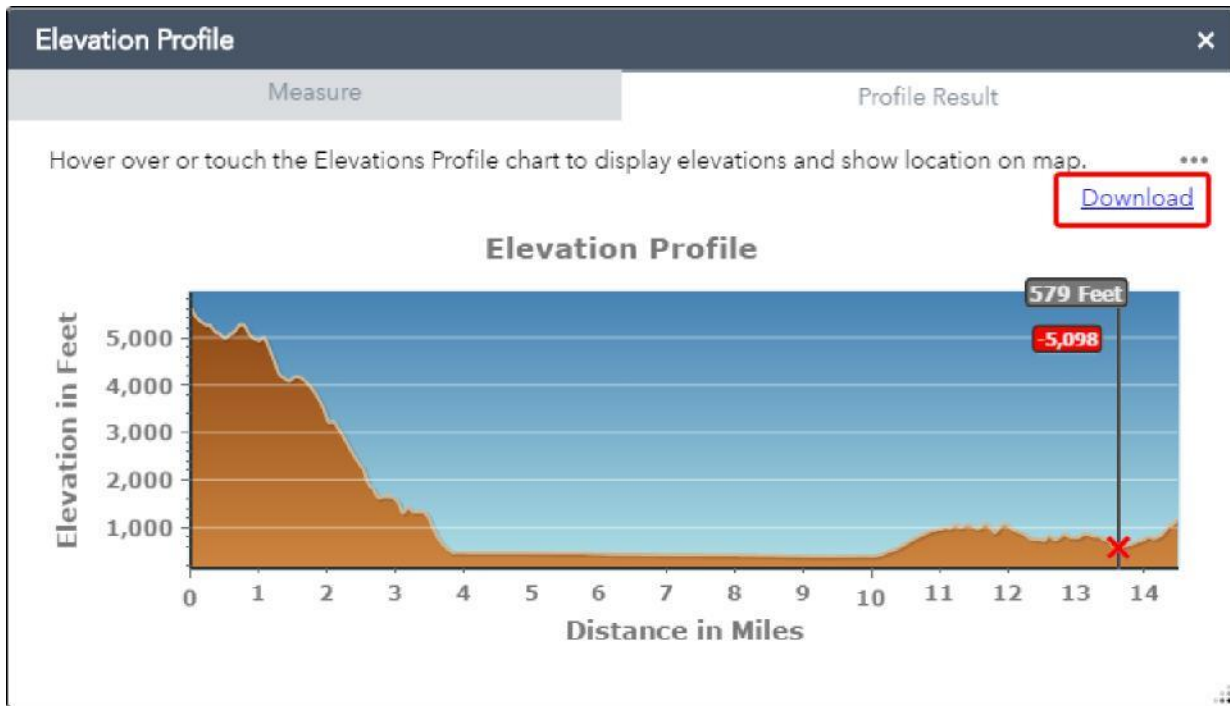 Elevation Profile
Measure
Profile Result
Hover over or touch the Elevations Profile chart to display elevations and show location on map.
Download
Elevation Profile
579 Feet
-5,098
Elevation in Feet
5,000
4,000
3,000
2,000
1,000
0 1 2 3 4 5 6 7 8 9 10 11 12 13 14
Distance in Miles